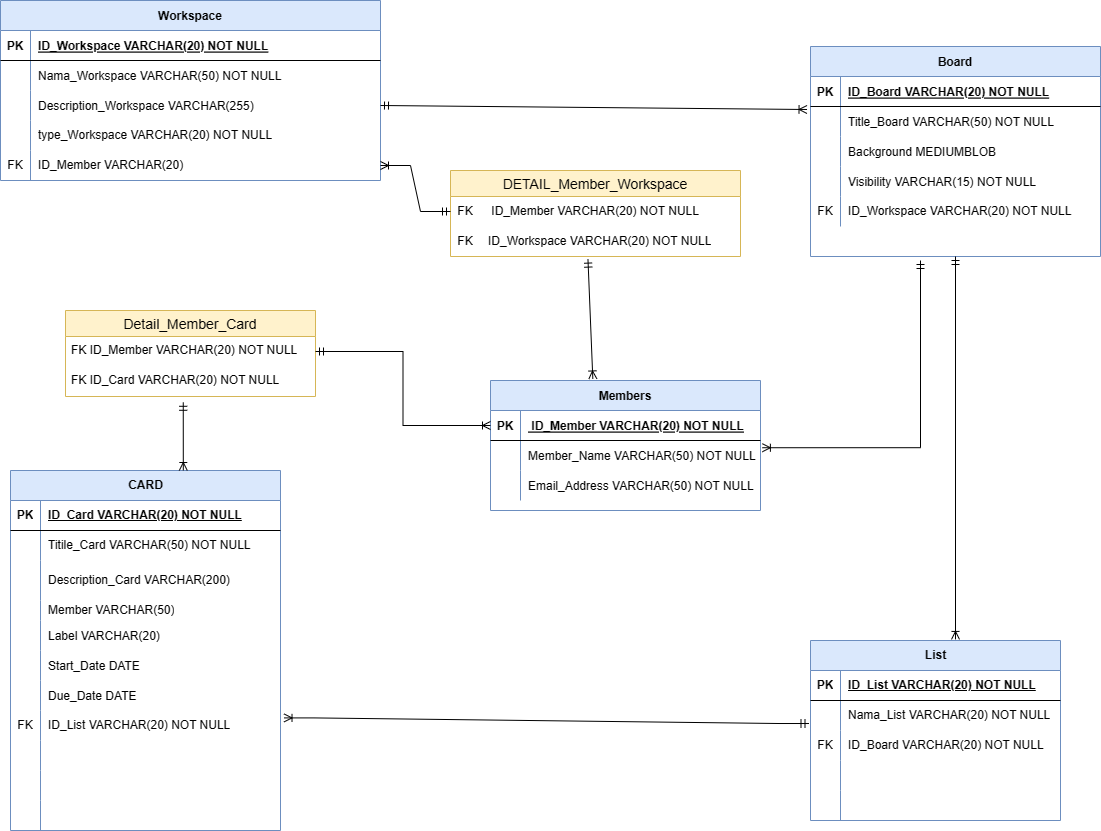 Workspace
PK ID_Workspace VARCHAR(20) NOT NULL
Nama_Workspace VARCHAR(50) NOT NULL
Description_Workspace VARCHAR(255)
type_Workspace VARCHAR(20) NOT NULL
FK ID_Member VARCHAR(20)
Board
PK ID_Board VARCHAR(20) NOT NULL
Title_Board VARCHAR(50) NOT NULL
Background MEDIUMBLOB
Visibility VARCHAR(15) NOT NULL
FK ID_Workspace VARCHAR(20) NOT NULL
DETAIL_Member_Workspace
FK ID_Member VARCHAR(20) NOT NULL
FK ID_Workspace VARCHAR(20) NOT NULL
Detail_Member_Card
FK ID_Member VARCHAR(20) NOT NULL
FK ID_Card VARCHAR(20) NOT NULL
Members
PK ID_Member VARCHAR(20) NOT NULL
Member_Name VARCHAR(50) NOT NULL
Email_Address VARCHAR(50) NOT NULL
CARD
PK ID_Card VARCHAR(20) NOT NULL
Titile_Card VARCHAR(50) NOT NULL
Description_Card VARCHAR(200)
Member VARCHAR(50)
Label VARCHAR(20)
Start_Date DATE
Due_Date DATE
FK ID_List VARCHAR(20) NOT NULL
List
PK ID_List VARCHAR(20) NOT NULL
Nama_List VARCHAR(20) NOT NULL
FK ID_Board VARCHAR(20) NOT NULL